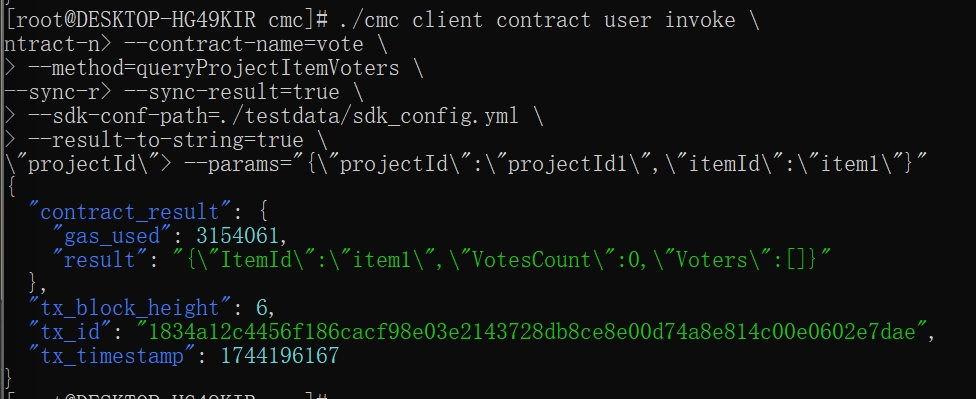 [root@DESKTOP-HG49KIR cmc]# ./cmc client contract user invoke \
ntract-n> --contract-name=vote \
> --method=queryProjectItemVoters \
--sync-r> --sync-result=true \
> --sdk-conf-path=./testdata/sdk_config.yml \
> --result-to-string=true \
\"projectId\"> --params="{\"projectId\":\"projectId1\",\"itemId\":\"item1\"}"
{
  "contract_result": {
    "gas_used": 3154061,
    "result": "{\"ItemId\":\"item1\",\"VotesCount\":0,\"Voters\":[]}"
  },
  "tx_block_height": 6,
  "tx_id": "1834a12c4456f186cacf98e03e2143728db8ce8e00d74a8e814c00e0602e7dae",
  "tx_timestamp": 1744196167
}
[root@DESKTOP-HG49KIR cmc]#